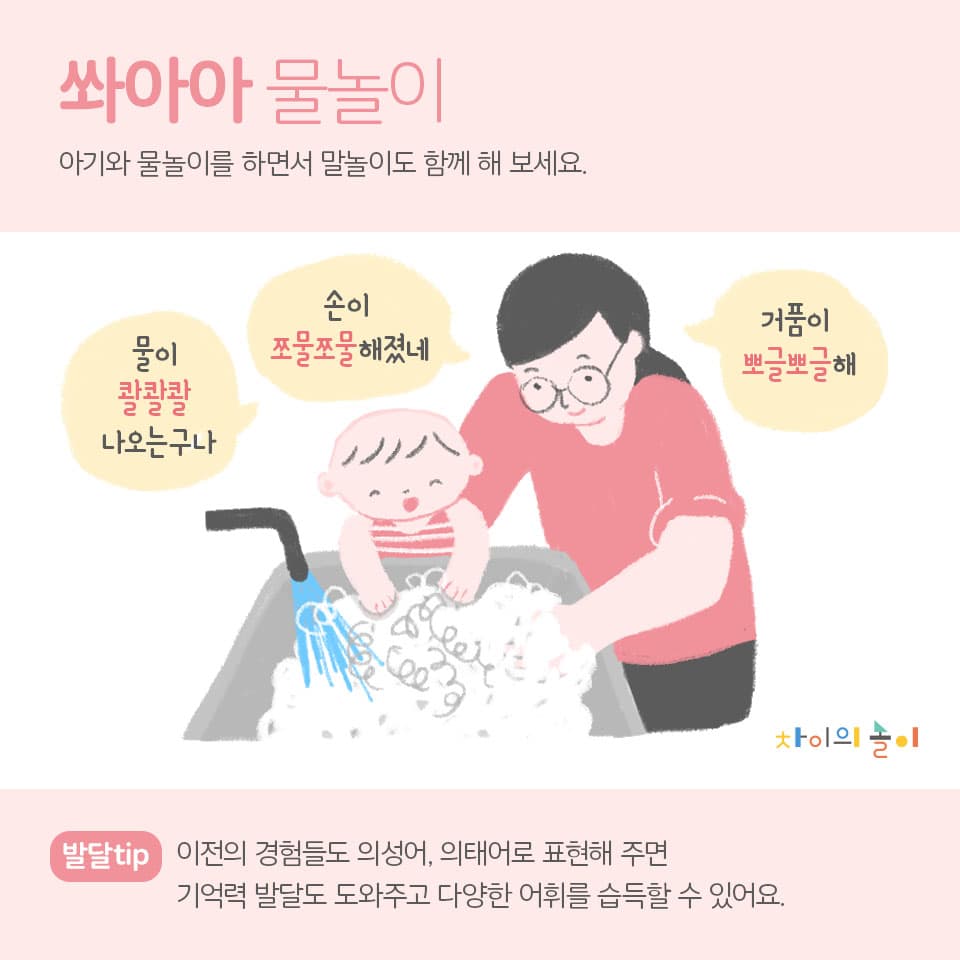 쏴아아 물놀이
아기와 물놀이를 하면서 말놀이도 함께 해 보세요.
물이
콸콸콸
나오는구나
손이
쪼물쪼물해졌네
거품이
뽀글뽀글해
차이의 놀이
발달tip 이전의 경험들도 의성어, 의태어로 표현해 주면
기억력 발달도 도와주고 다양한 어휘를 습득할 수 있어요.